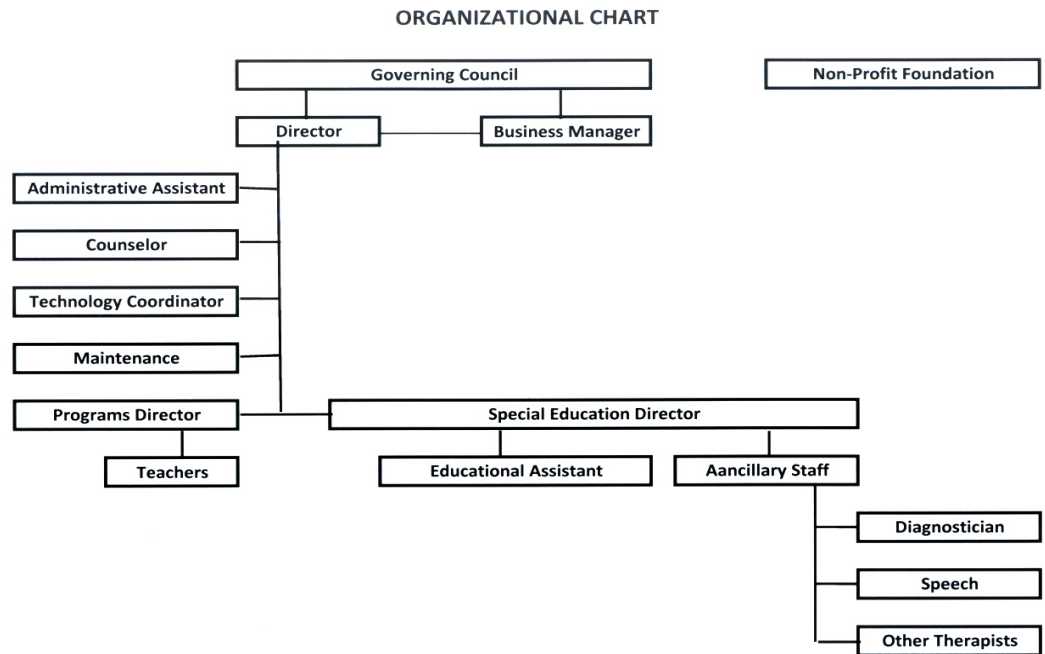 ORGANIZATIONAL CHART
Governing Council
Non-Profit Foundation
Director
Business Manager
Administrative Assistant
Counselor
Technology Coordinator
Maintenance
Programs Director
Special Education Director
Teachers
Educational Assistant
Aancillary Staff
Diagnostician
Speech
Other Therapists